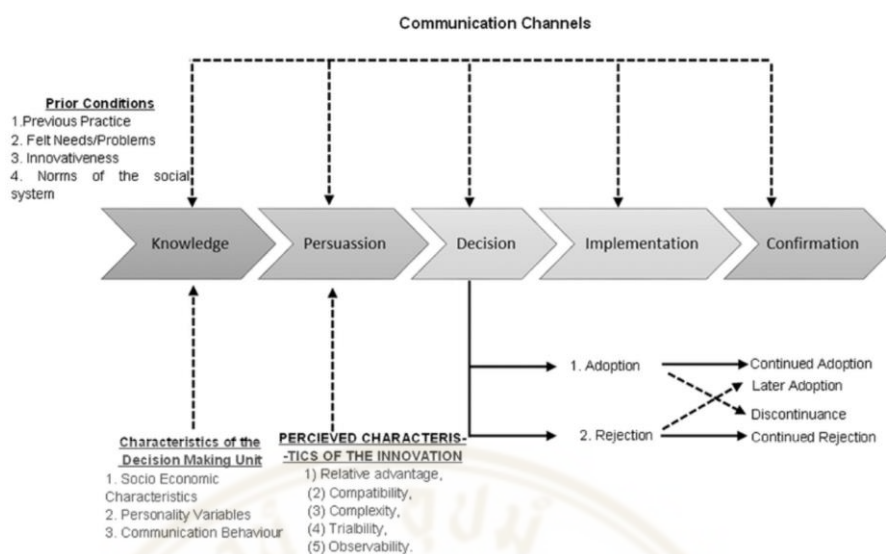 Communication Channels
Prior Conditions
1.Previous Practice
2. Felt Needs/Problems
3. Innovativeness
4. Norms of the social
system
Knowledge
Persuassion
Decision
Implementation
Confirmation
1. Adoption
Continued Adoption
Later Adoption
Discontinuance
2. Rejection
Continued Rejection
Characteristics of the
Decision Making Unit
1. Socio Economic
Characteristics
2. Personality Variables
3. Communication Behaviour
PERCIEVED CHARACTERIS-
-TICS OF THE INNOVATION
1) Relative advantage,
(2) Compatibility,
(3) Complexity,
(4) Trialbility,
(5) Observability.